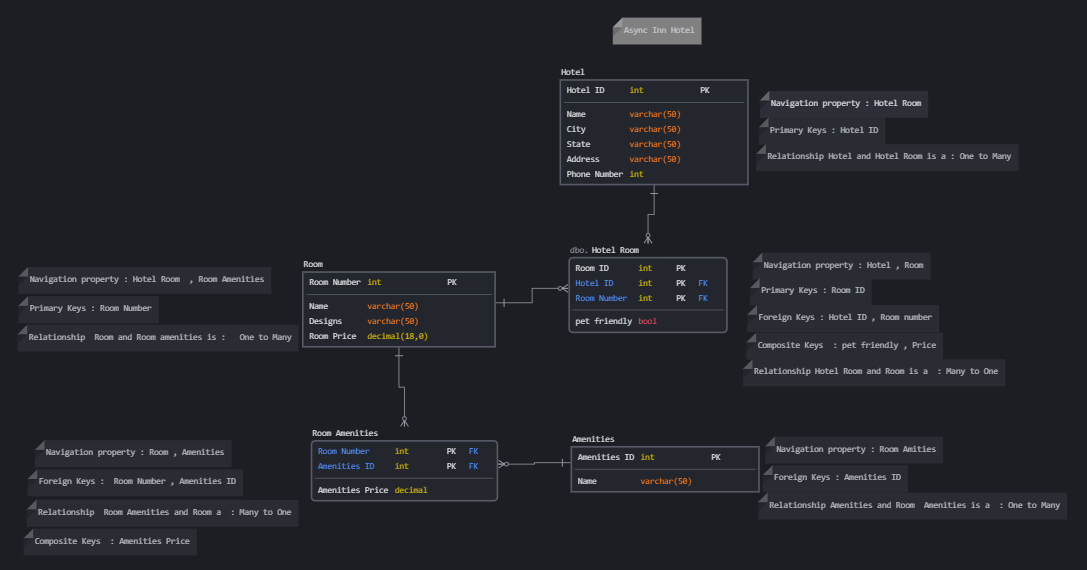 Async Inn Hotel
Hotel
Hotel ID int PK
Name varchar(50)
City varchar(50)
State varchar(50)
Address varchar(50)
Phone Number int
Navigation property : Hotel Room
Primary Keys : Hotel ID
Relationship Hotel and Hotel Room is a : One to Many
Navigation property : Hotel Room , Room Amenities
Primary Keys : Room Number
Relationship Room and Room amenities is : One to Many
Room
Room Number int PK
Name varchar(50)
Designs varchar(50)
Room Price decimal(18,0)
dbo. Hotel Room
Room ID int PK
Hotel ID int PK FK
Room Number int PK FK
pet friendly bool
Navigation property : Hotel , Room
Primary Keys : Room ID
Foreign Keys : Hotel ID , Room number
Composite Keys : pet friendly , Price
Relationship Hotel Room and Room is a : Many to One
Navigation property : Room , Amenities
Foreign Keys : Room Number , Amenities ID
Relationship Room Amenities and Room a : Many to One
Composite Keys : Amenities Price
Room Amenities
Room Number int PK FK
Amenities ID int PK FK
Amenities Price decimal
Amenities
Amenities ID int PK
Name varchar(50)
Navigation property : Room Amities
Foreign Keys : Amenities ID
Relationship Amenities and Room Amenities is a : One to Many